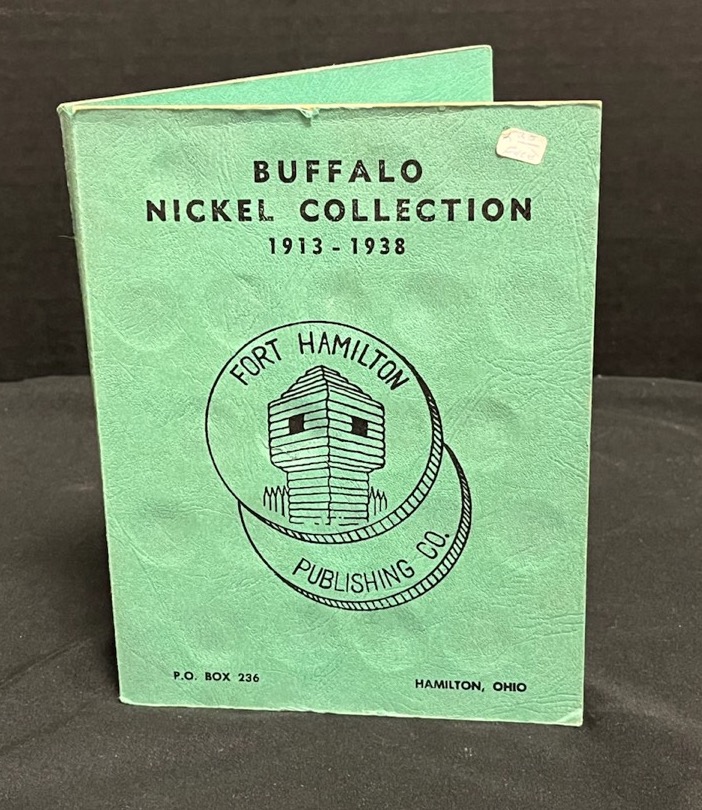 BUFFALO
NICKEL COLLECTION
1913-1938
FORT HAMILTON
PUBLISHING CO.
P.O. BOX 236
HAMILTON, OHIO